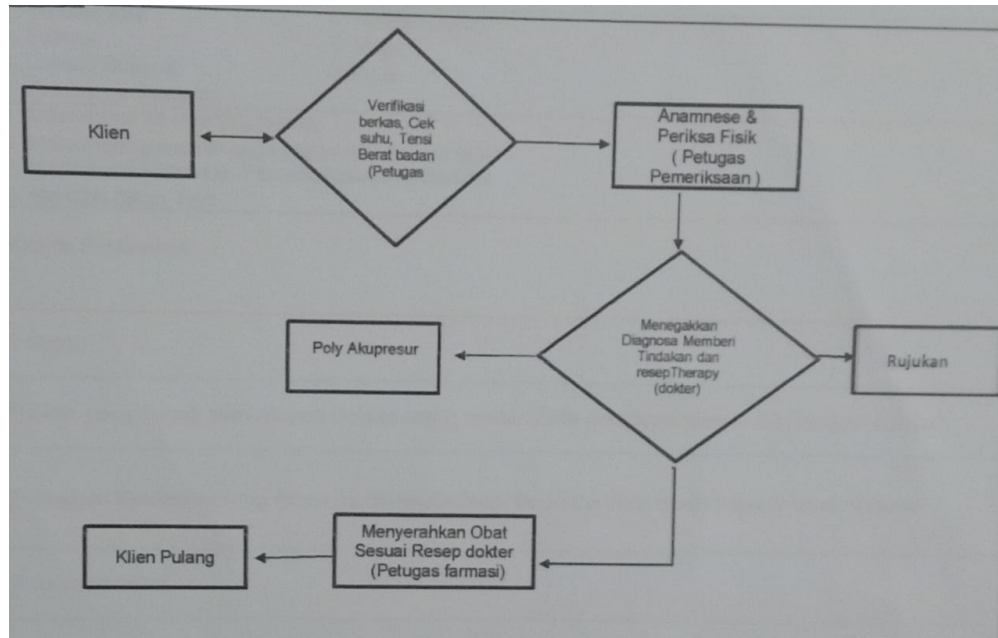 Klien
Verifikasi
berkas, Cek
suhu, Tensi
Berat badan
(Petugas
Anamnese &
Periksa Fisik
( Petugas
Pemeriksaan )
Menegakkan
Diagnosa Memberi
Tindakan dan
resepTherapy
(dokter)
Poly Akupresur
Rujukan
Menyerahkan Obat
Sesuai Resep dokter
(Petugas farmasi)
Klien Pulang